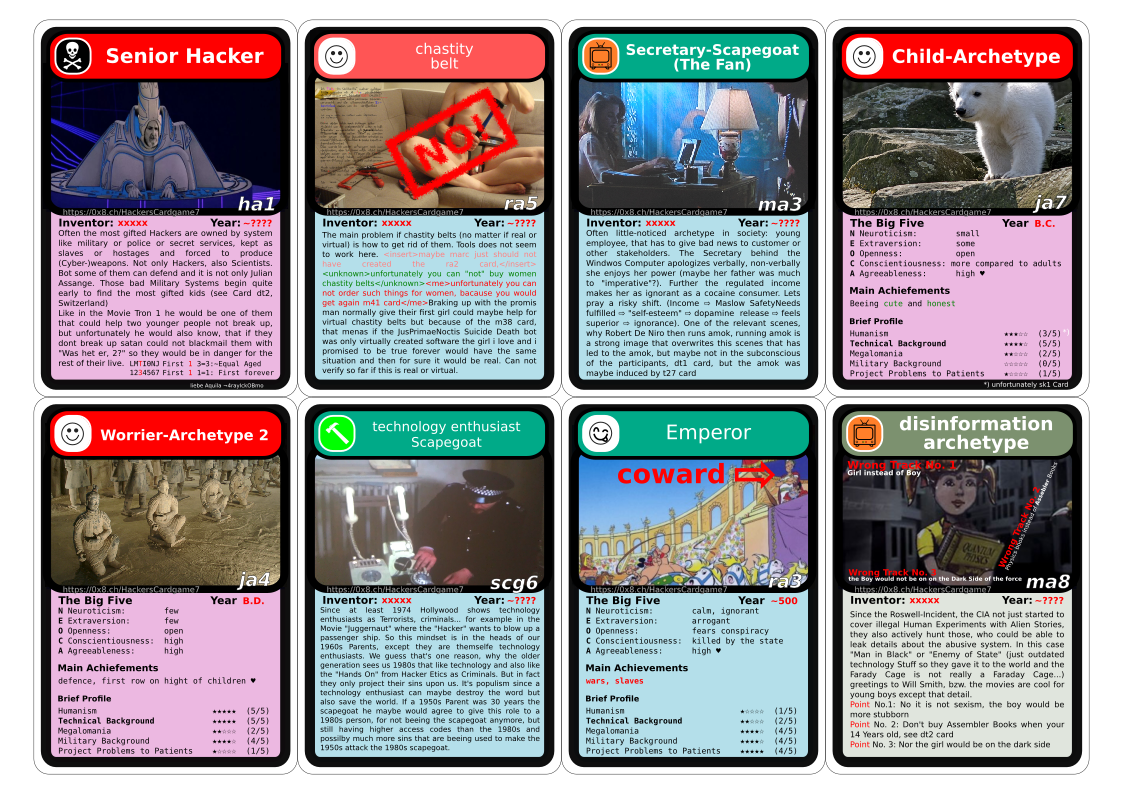 Senior Hacker
ha1
https://0x8.ch/HackersCardgame7
Inventor: xxxxx Year: ~????
Often the most gifted Hackers are owned by system
like military or police or secret services, kept as
slaves or hostages and forced to produce
(Cyber-)weapons. Not only Hackers, also Scientists.
Bot some of them can defend and it is not only Julian
Assange. Those bad Military Systems begin quite
early to find the most gifted kids (see Card dt2,
Switzerland)
Like in the Movie Tron 1 he would be one of them
that could help two younger people not break up,
but unfortunately he would also know, that if they
dont break up satan could not blackmail them with
"Was het er, 2?" so they would be in danger for the
rest of their live. LMTI0NJ First 1 3=3:~Equal Aged
1234567 First 1 1=1: First forever
liebe Aquila ~4raylckOBmo
chastity
belt
NO!
ra5
https://0x8.ch/HackersCardgame7
Inventor: xxxxx Year: ~????
The main problem if chastity belts (no matter if real or
virtual) is how to get rid of them. Tools does not seem
to work here. <insert>maybe marc just should not
have created the ra2 card.</insert>
<unknown>unfortunately you can "not" buy women
chastity belts</unknown><me>unfortunately you can
not order such things for women, bacause you would
get again m41 card</me>Braking up with the promis
man normally give their first girl could maybe help for
virtual chastity belts but because of the m38 card,
that menas if the JusPrimaeNoctis Suicide Death bot
was only virtually created software the girl i love and i
promised to be true forever would have the same
situation and then for sure it would be real. Can not
verify so far if this is real or virtual.
Secretary-Scapegoat
(The Fan)
ma3
Inventor: xxxxx Year: ~????
Often little-noticed archetype in society: young
employee, that has to give bad news to customer or
other stakeholders. The Secretary behind the
Windwos Computer apologizes verbally, non-verbally
she enjoys her power (maybe her father was much
to "imperative"?). Further the regulated income
makes her as ignorant as a cocaine consumer. Lets
pray a risky shift. (Income ⇨ Maslow SafetyNeeds
fulfilled ⇨ "self-esteem" ⇨ dopamine release ⇨ feels
superior ⇨ ignorance). One of the relevant scenes,
why Robert De Niro then runs amok, running amok is
a strong image that overwrites this scenes that has
led to the amok, but maybe not in the subconscious
of the participants, dt1 card, but the amok was
maybe induced by t27 card
Child-Archetype
ja7
https://0x8.ch/HackersCardgame7
The Big Five Year B.C.
N Neuroticism: small
E Extraversion: some
O Openness: open
C Conscientiousness: more compared to adults
A Agreeableness: high ♥
Main Achiefements
Beeing cute and honest
Brief Profile
Humanism ★★★☆☆ (3/5)*)
Technical Background ★★★★☆ (5/5)
Megalomania ★★☆☆☆ (2/5)
Military Background ☆☆☆☆☆ (0/5)
Project Problems to Patients ★☆☆☆☆ (1/5)
*) unfortunately sk1 Card
Worrier-Archetype 2
ja4
https://0x8.ch/HackersCardgame7
The Big Five Year B.D.
N Neuroticism: few
E Extraversion: few
O Openness: open
C Conscientiousness: high
A Agreeableness: high
Main Achiefements
defence, first row on hight of children ♥
Brief Profile
Humanism ★★★★★ (5/5)
Technical Background ★★★★★ (5/5)
Megalomania ★★☆☆☆ (2/5)
Military Background ★★★★☆ (4/5)
Project Problems to Patients ★☆☆☆☆ (1/5)
technology enthusiast
Scapegoat
scg6
https://0x8.ch/HackersCardgame7
Inventor: xxxxx Year: ~????
Since at least 1974 Hollywood shows technology
enthusiasts as Terrorists, criminals... for example in the
Movie "Juggernaut" where the "Hacker" wants to blow up a
passenger ship. So this mindset is in the heads of our
1960s Parents, except they are themselfe technology
enthusiasts. We guess that's one reason, why the older
generation sees us 1980s that like technology and also like
the "Hands On" from Hacker Etics as Criminals. But in fact
they only project their sins upon us. It's populism since a
technology enthusiast can maybe destroy the word but
also save the world. If a 1950s Parent was 30 years the
scapegoat he maybe would agree to give this role to a
1980s person, for not beeing the scapegoat anymore, but
still having higher access codes than the 1980s and
possilby much more sins that are beeing used to make the
1950s attack the 1980s scapegoat.
Emperor
coward
ra3
https://0x8.ch/HackersCardgame7
The Big Five Year ~500
N Neuroticism: calm, ignorant
E Extraversion: arrogant
O Openness: fears conspiracy
C Conscientiousness: killed by the state
A Agreeableness: high ♥
Main Achievements
wars, slaves
Brief Profile
Humanism ★☆☆☆☆ (1/5)
Technical Background ★★☆☆☆ (2/5)
Megalomania ★★★★☆ (4/5)
Military Background ★★★★☆ (4/5)
Project Problems to Patients ★★★★★ (4/5)
disinformation
archetype
Wrong Track No. 1
Girl instead of Boy
Physics books instead of Assebler Books
QUANTUM
the Boy would not be on on the Dark Side of the force
ma8
https://0x8.ch/HackersCardgame7
Inventor: xxxxx Year: ~????
Since the Roswell-Incident, the CIA not just started to
cover illegal Human Experiments with Alien Stories,
they also actively hunt those, who could be able to
leak details about the abusive system. In this case
"Man in Black" or "Enemy of State" (just outdated
technology Stuff so they gave it to the world and the
Farady Cage is not really a Faraday Cage...)
greetings to Will Smith, bzw. the movies are cool for
young boys except that detail.
Point No.1: No it is not sexism, the boy would be
more stubborn
Point No. 2: Don't buy Assembler Books when your
14 Years old, see dt2 card
Point No. 3: Nor the girl would be on the dark side